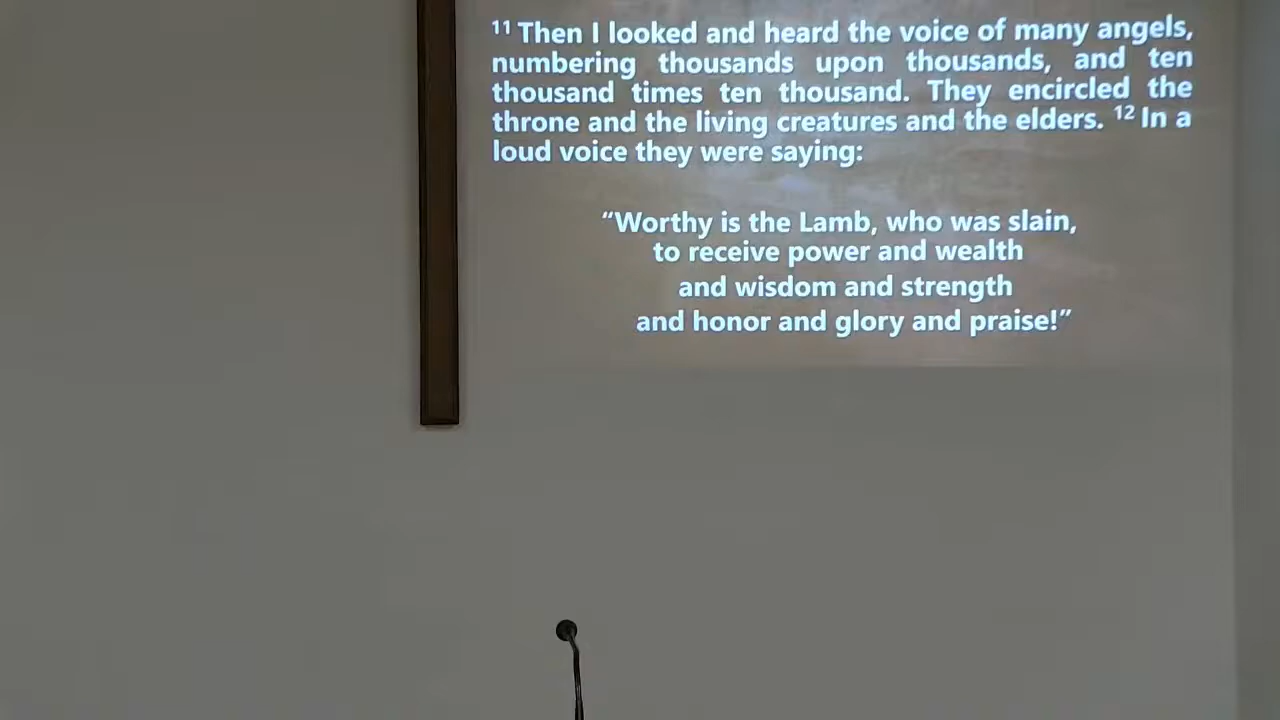 11 Then I looked and heard the voice of many angels,
numbering thousands upon thousands, and ten
thousand times ten thousand. They encircled the
throne and the living creatures and the elders. 12 In a
loud voice they were saying:
“Worthy is the Lamb, who was slain,
to receive power and wealth
and wisdom and strength
and honor and glory and praise!”